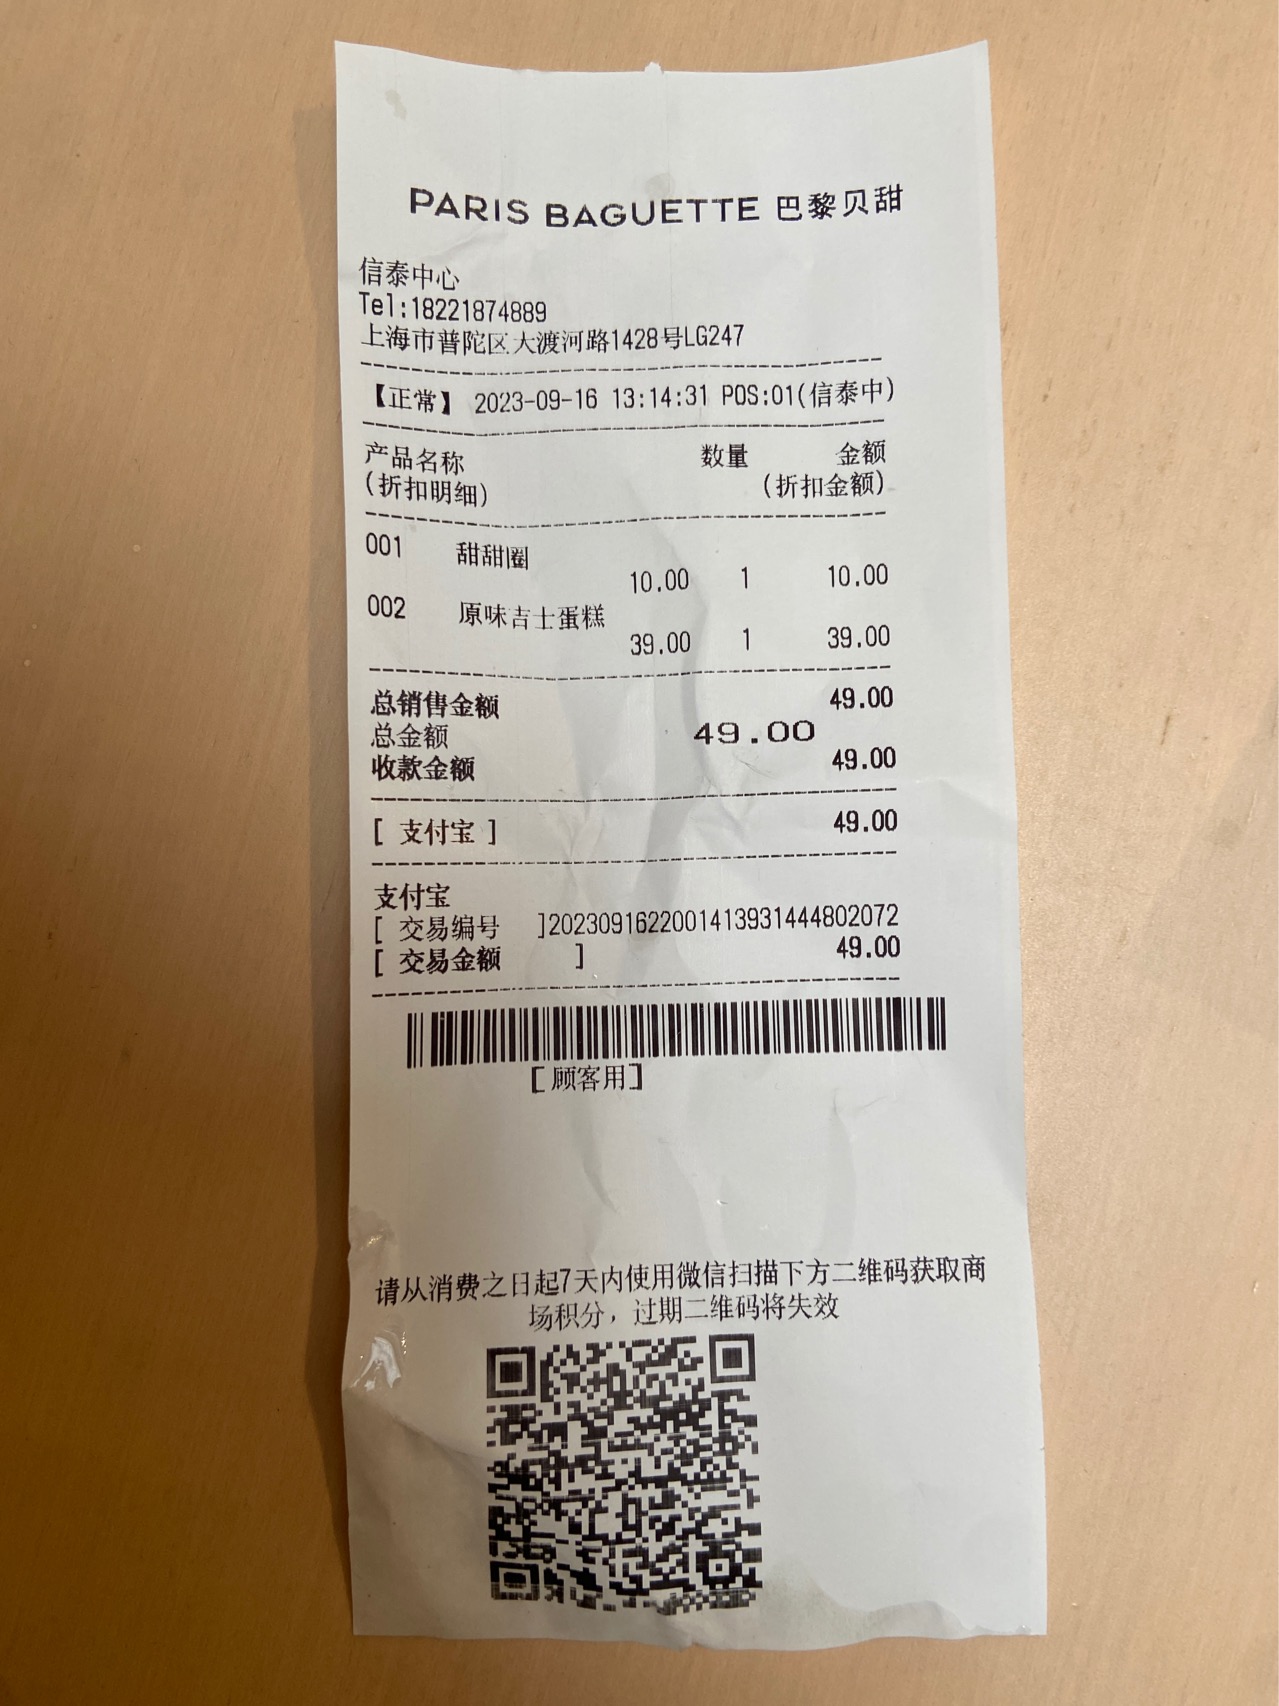 PARIS BAGUETTE 巴黎贝甜
信泰中心
Tel:18221874889
上海市普陀区大渡河路1428号LG247
【正常】 2023-09-16 13:14:31 POS:01(信泰中)
产品名称 数量 金额
(折扣明细) (折扣金额)
001 甜甜圈
10.00 1 10.00
002 原味吉士蛋糕
39.00 1 39.00
总销售金额 49.00
总金额 49.00
收款金额 49.00
[ 支付宝 ] 49.00
支付宝
[ 交易编号 ]2023091622001413931444802072
[ 交易金额 ] 49.00
[顾客用]
请从消费之日起7天内使用微信扫描下方二维码获取商
场积分，过期二维码将失效